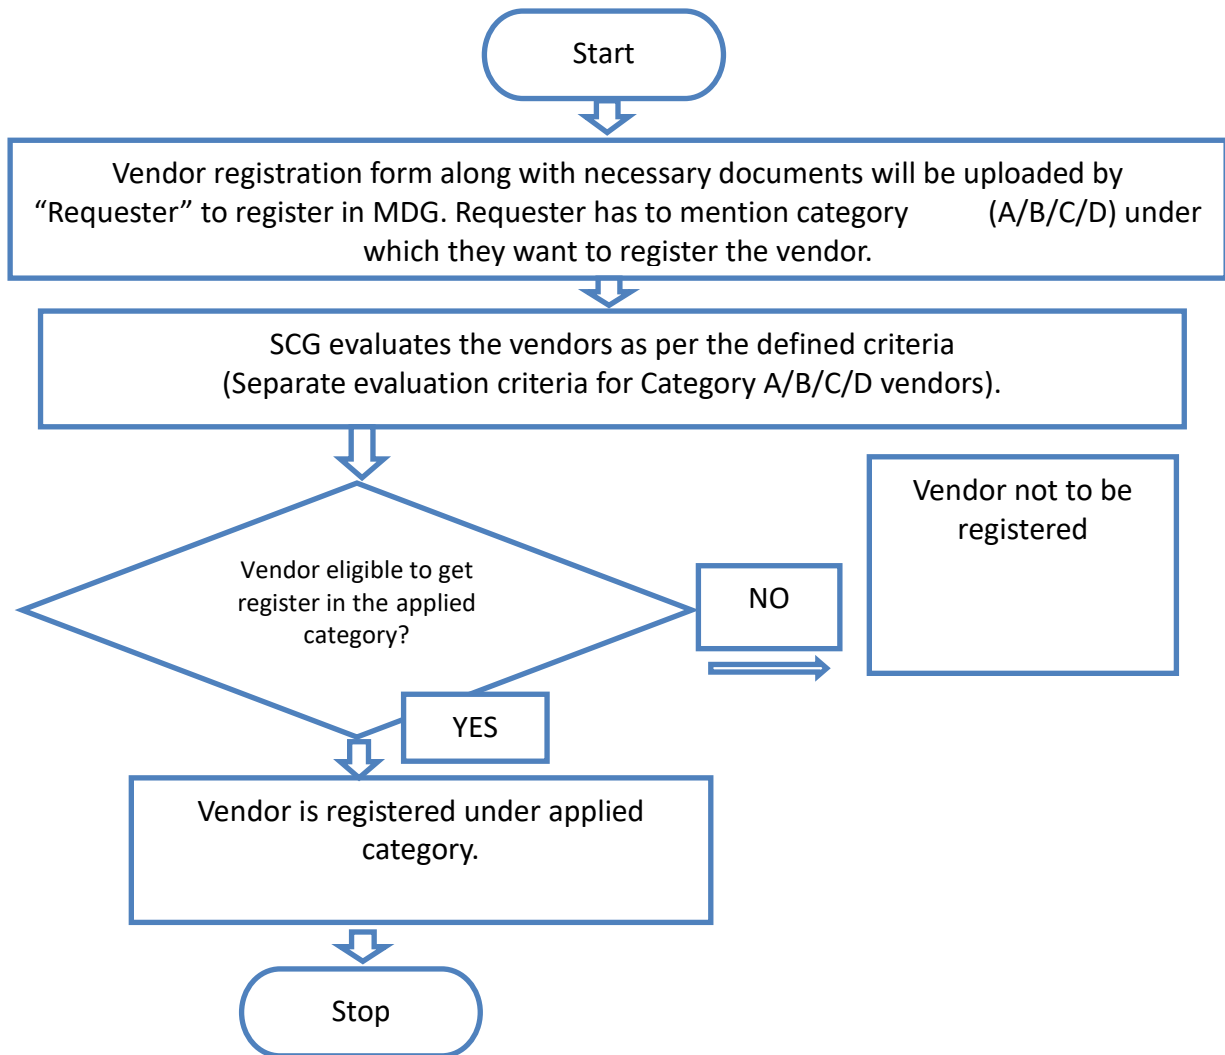 Start
Vendor registration form along with necessary documents will be uploaded by
“Requester” to register in MDG. Requester has to mention category (A/B/C/D) under
which they want to register the vendor.
SCG evaluates the vendors as per the defined criteria
(Separate evaluation criteria for Category A/B/C/D vendors).
Vendor not to be
registered
Vendor eligible to get
register in the applied
category?
NO
YES
Vendor is registered under applied
category.
Stop